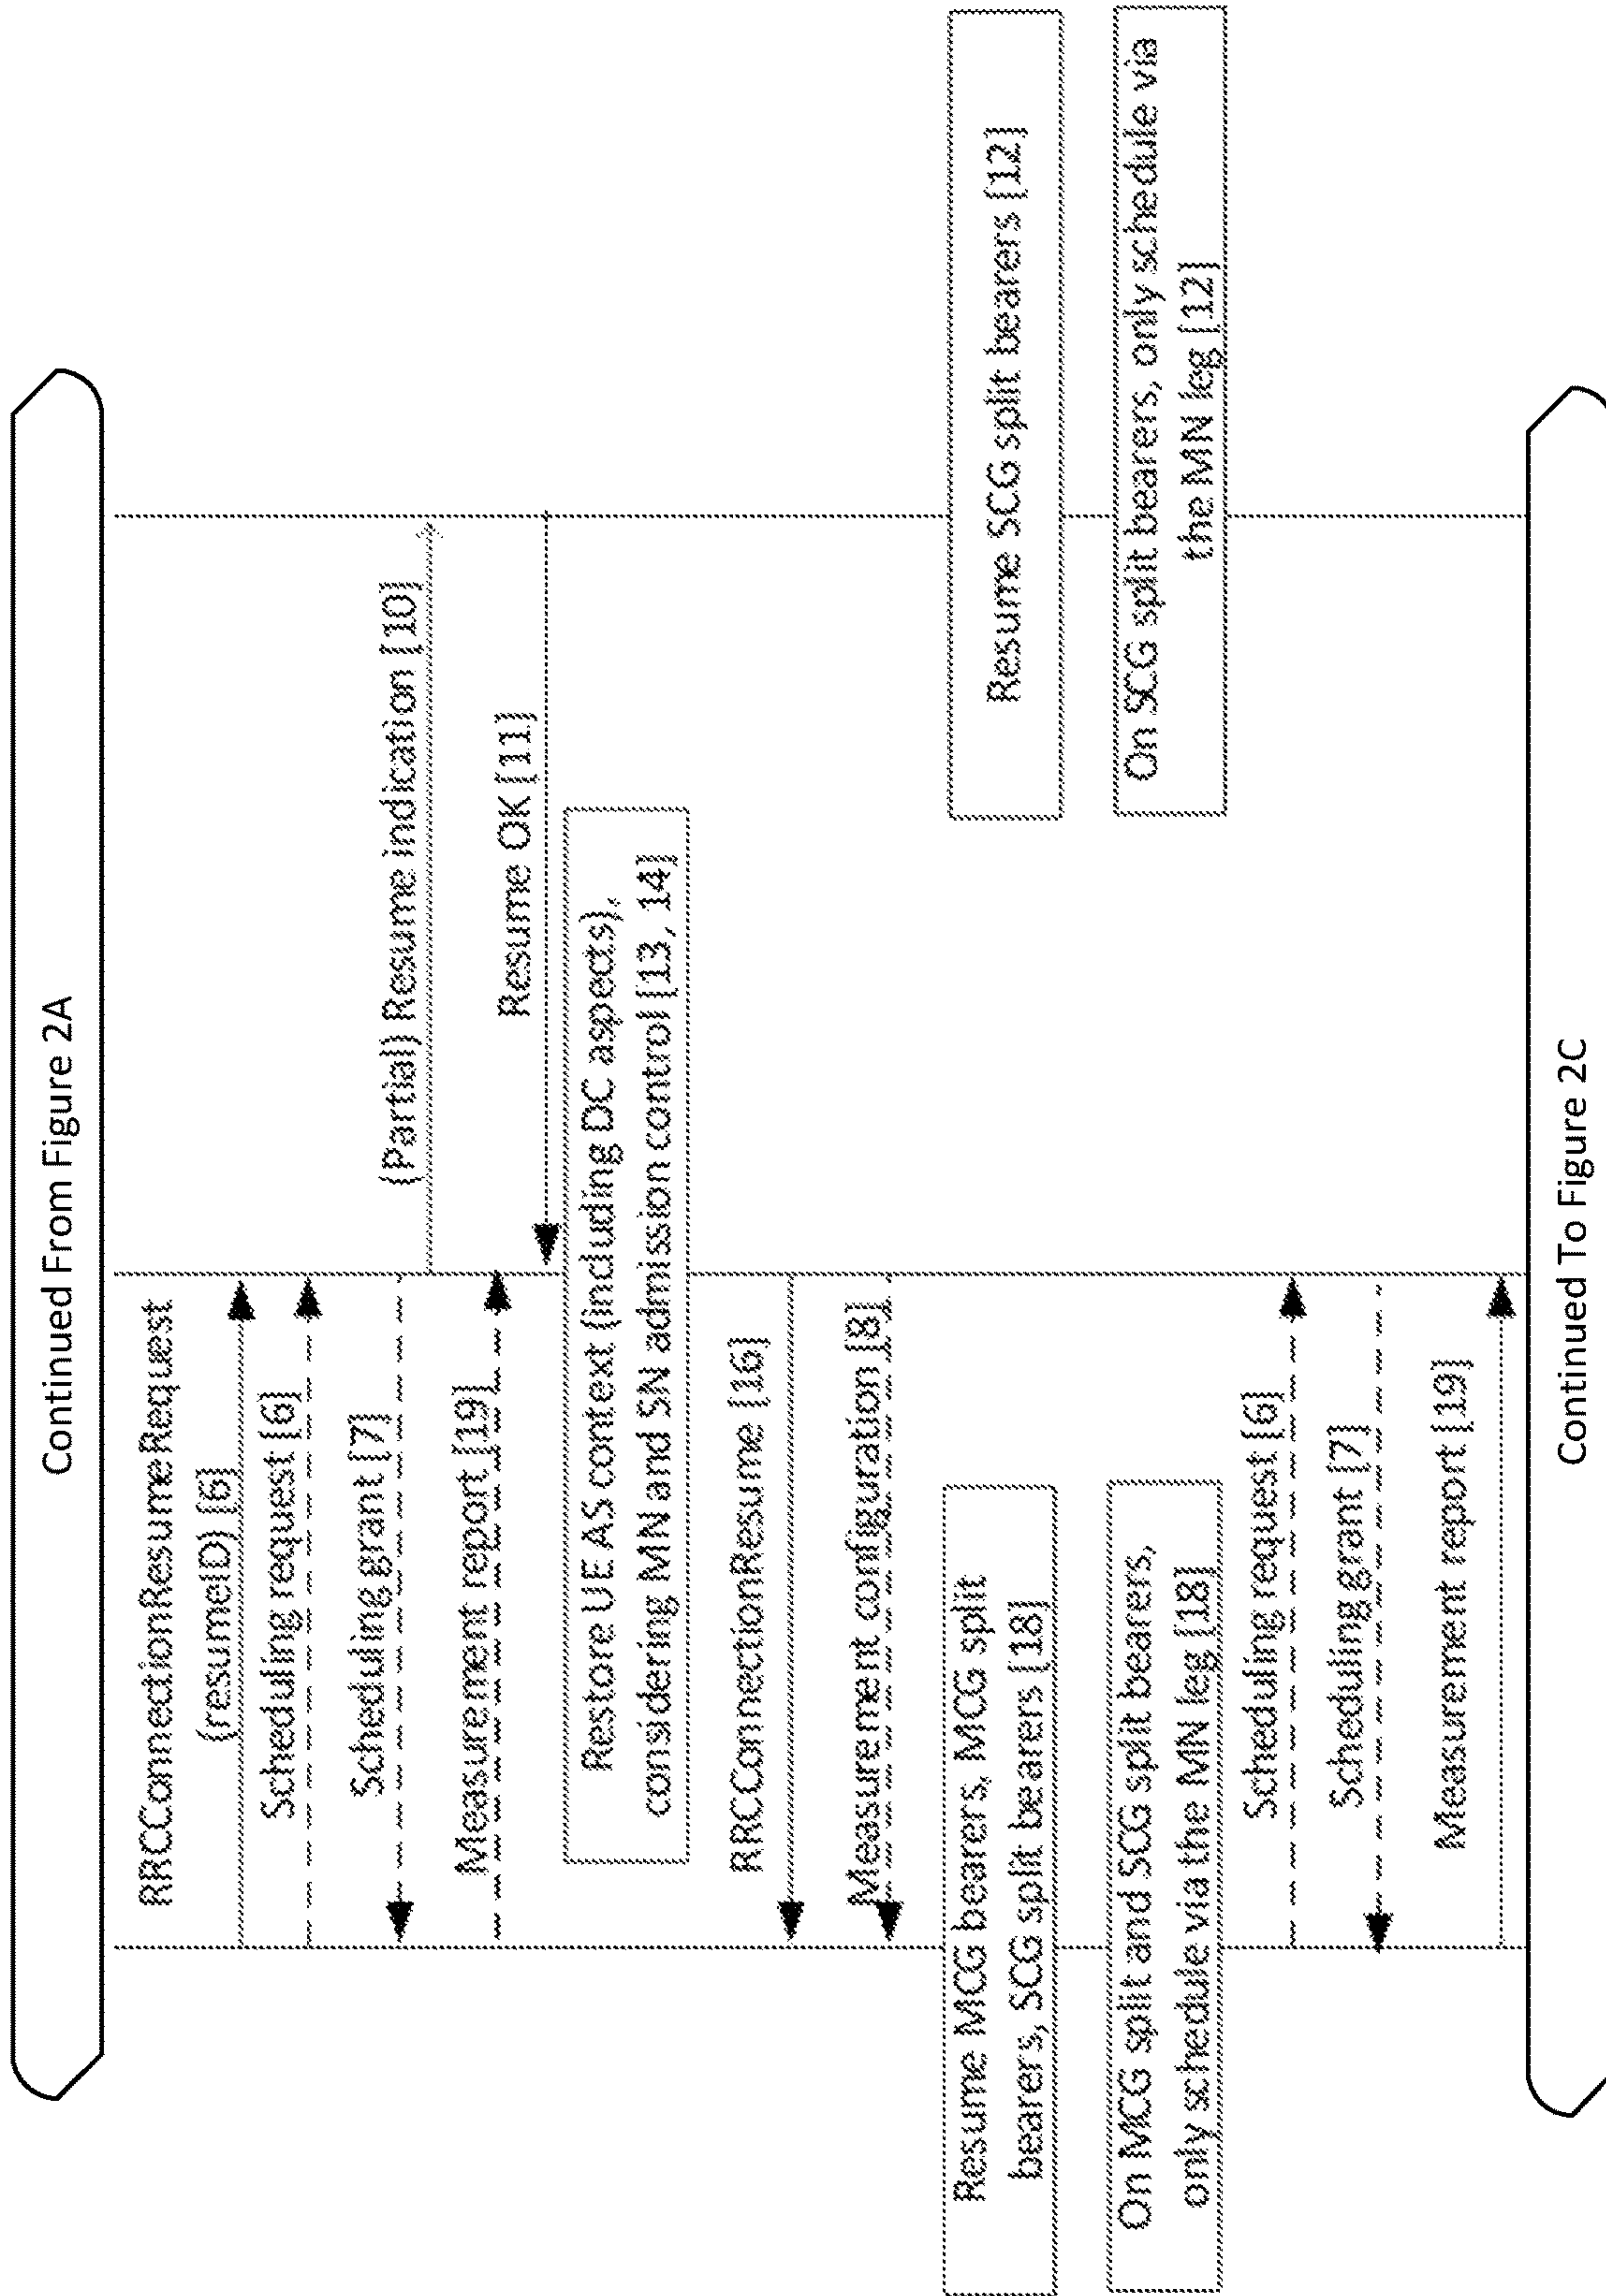 Continued From Figure 2A
RRCConnectionResumeRequest
(resumeID) [6]
Scheduling request [6]
Scheduling grant [7]
(Partial) Resume indication [10]
Measurement report [19]
Resume OK [11]
Restore UE AS context (including DC aspects),
considering MN and SN admission control [13, 14]
RRCConnectionResume [16]
Measurement configuration [8]
Resume MCG bearers, MCG split
bearers, SCG split bearers [18]
Resume SCG split bearers [12]
On MCG split and SCG split bearers,
only schedule via the MN leg [18]
On SCG split bearers, only schedule via
the MN leg [12]
Scheduling request [6]
Scheduling grant [7]
Measurement report [19]
Continued To Figure 2C